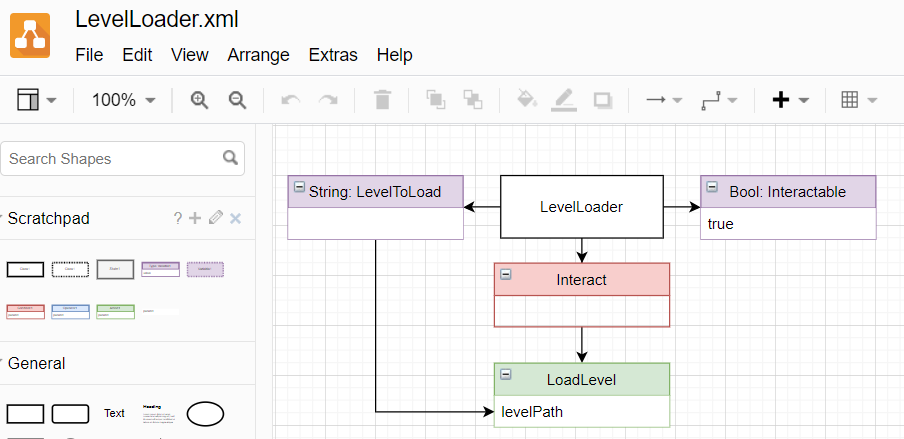 LevelLoader.xml
File Edit View Arrange Extras Help
100%
Search Shapes
Scratchpad
?
General
Text
Heading
String: LevelToLoad
LevelLoader
Bool: Interactable
true
Interact
LoadLevel
levelPath